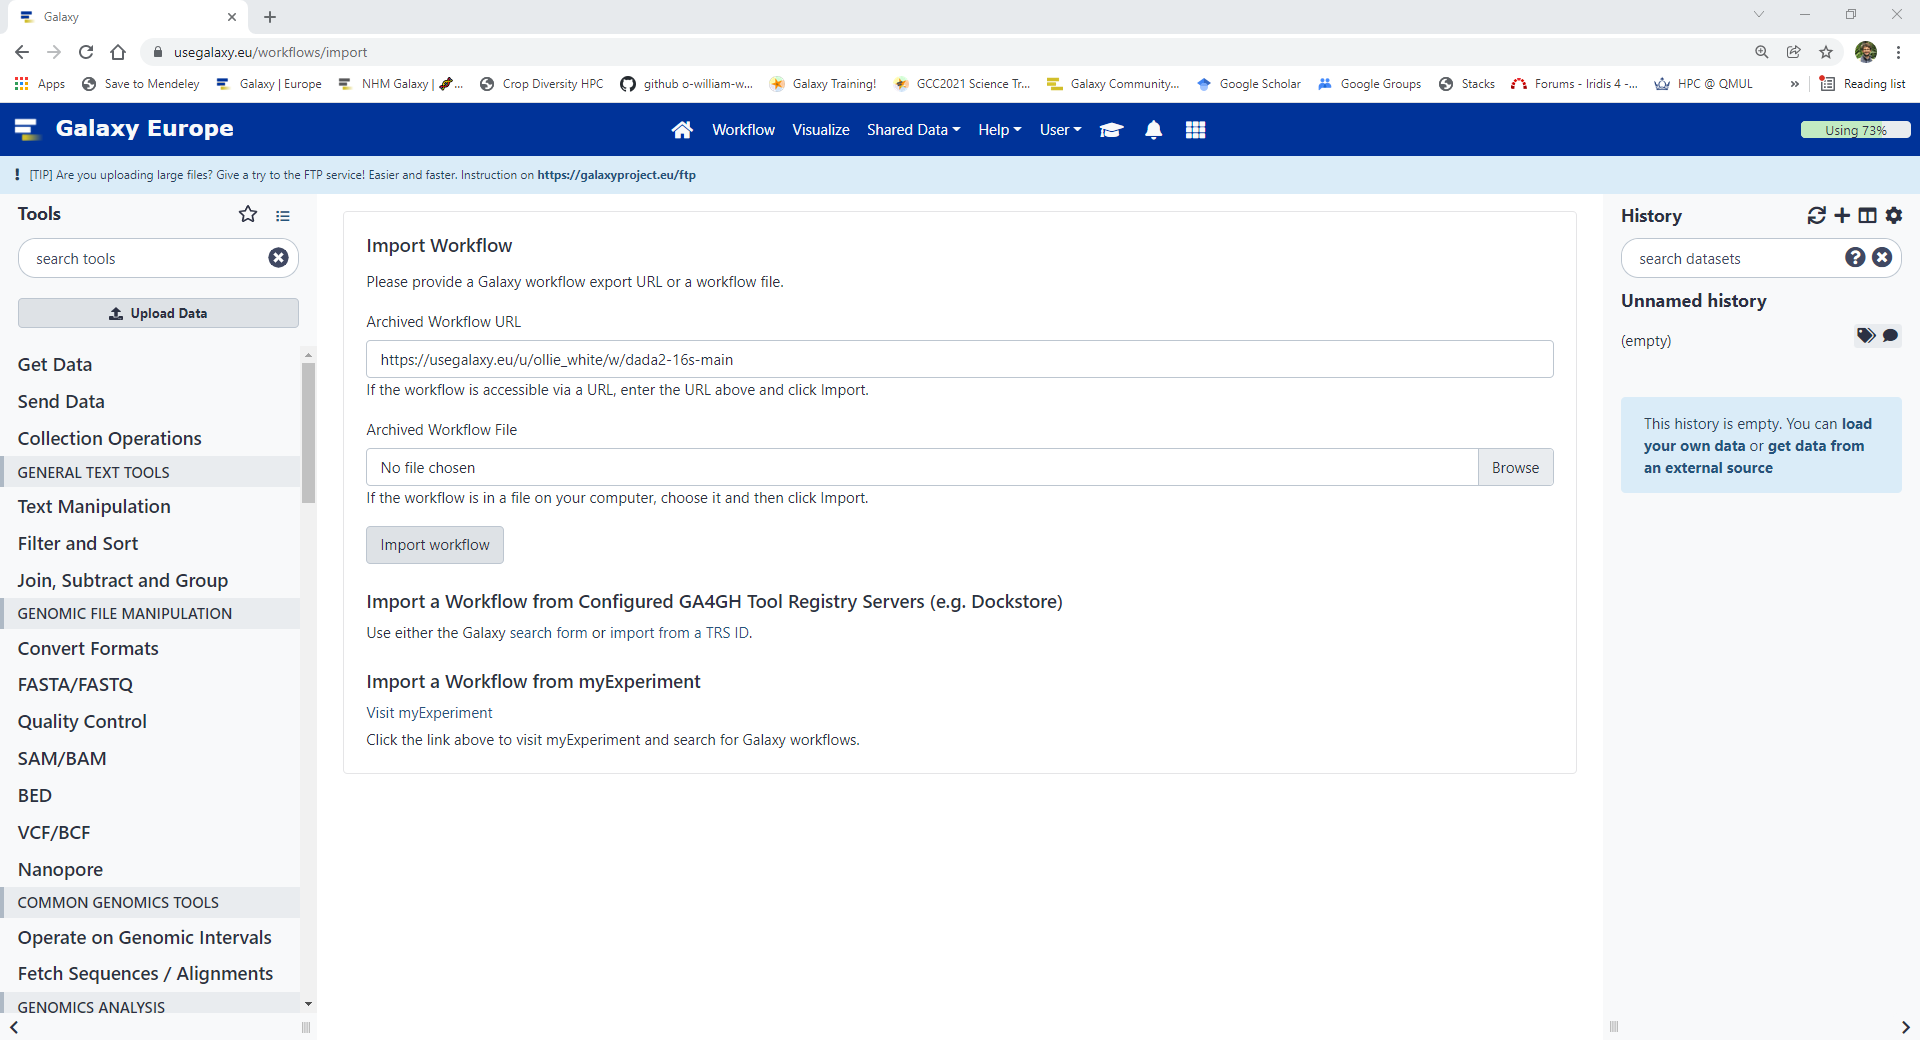 Galaxy
usegalaxy.eu/workflows/import
Apps
Save to Mendeley
Galaxy | Europe
NHM Galaxy | ...
Crop Diversity HPC
github o-william-w...
Galaxy Training!
GCC2021 Science Tr...
Galaxy Community...
Google Scholar
Google Groups
Stacks
Forums - Iridis 4 -...
HPC @ QMUL
»
Reading list
Galaxy Europe
Workflow
Visualize
Shared Data
Help
User
Using 73%
[TIP] Are you uploading large files? Give a try to the FTP service! Easier and faster. Instruction on https://galaxyproject.eu/ftp
Tools
search tools
Upload Data
Get Data
Send Data
Collection Operations
GENERAL TEXT TOOLS
Text Manipulation
Filter and Sort
Join, Subtract and Group
GENOMIC FILE MANIPULATION
Convert Formats
FASTA/FASTQ
Quality Control
SAM/BAM
BED
VCF/BCF
Nanopore
COMMON GENOMICS TOOLS
Operate on Genomic Intervals
Fetch Sequences / Alignments
GENOMICS ANALYSIS
Import Workflow
Please provide a Galaxy workflow export URL or a workflow file.
Archived Workflow URL
https://usegalaxy.eu/u/ollie_white/w/dada2-16s-main
If the workflow is accessible via a URL, enter the URL above and click Import.
Archived Workflow File
No file chosen
Browse
If the workflow is in a file on your computer, choose it and then click Import.
Import workflow
Import a Workflow from Configured GA4GH Tool Registry Servers (e.g. Dockstore)
Use either the Galaxy search form or import from a TRS ID.
Import a Workflow from myExperiment
Visit myExperiment
Click the link above to visit myExperiment and search for Galaxy workflows.
History
search datasets
Unnamed history
(empty)
This history is empty. You can load
your own data or get data from
an external source